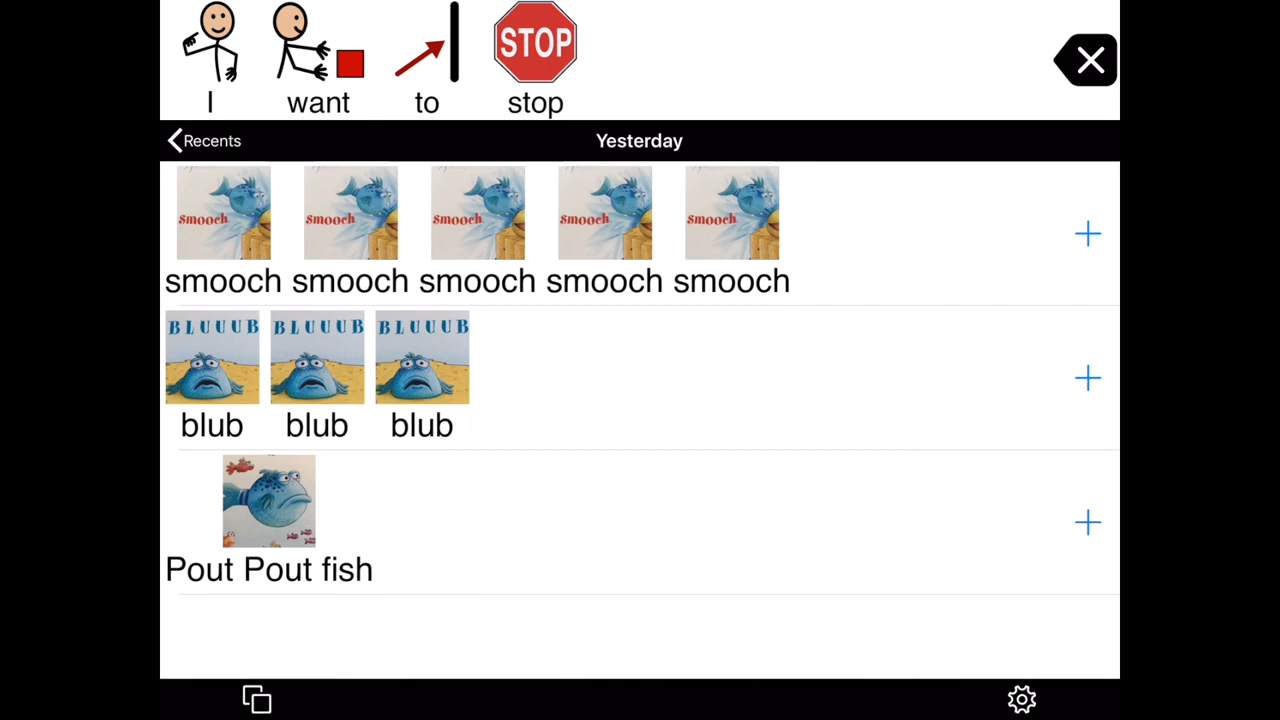 STOP
I want to stop
Recents
Yesterday
smooch smooch smooch smooch smooch
smooch smooch smooch smooch smooch
BLUUUB BLUUUB BLUUUB
blub blub blub
Pout Pout fish